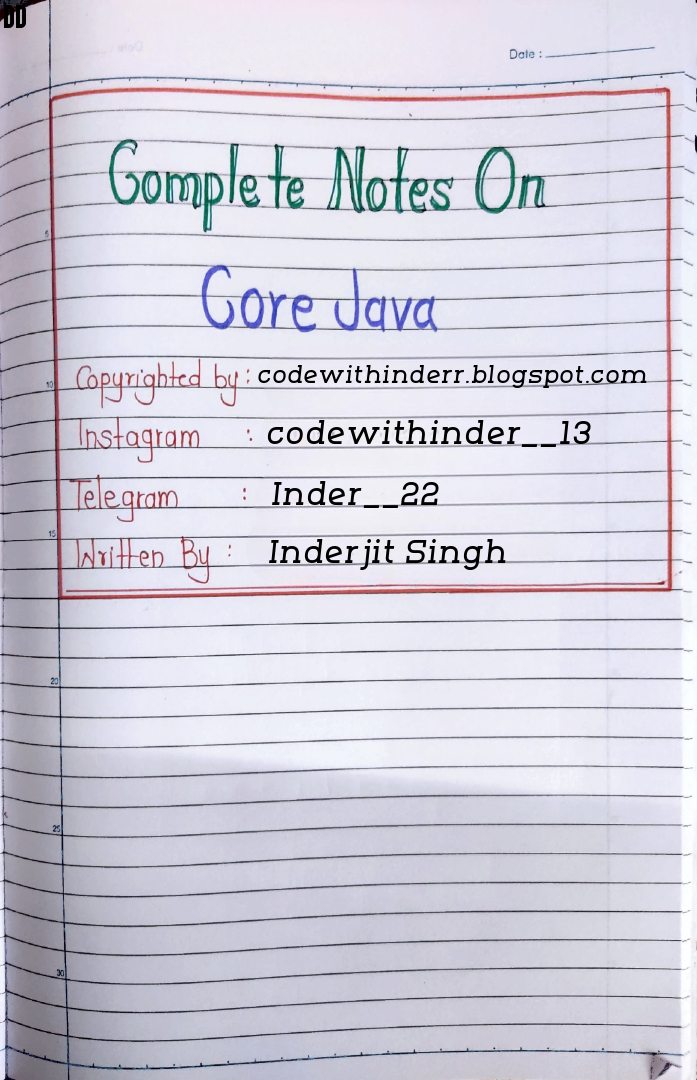 DD
Date :
Complete Notes On
Core Java
Copyrighted by : codewithinderr.blogspot.com
Instagram : codewithinder__13
Telegram : Inder__22
Written By : Inderjit Singh
5
10
15
20
25
30